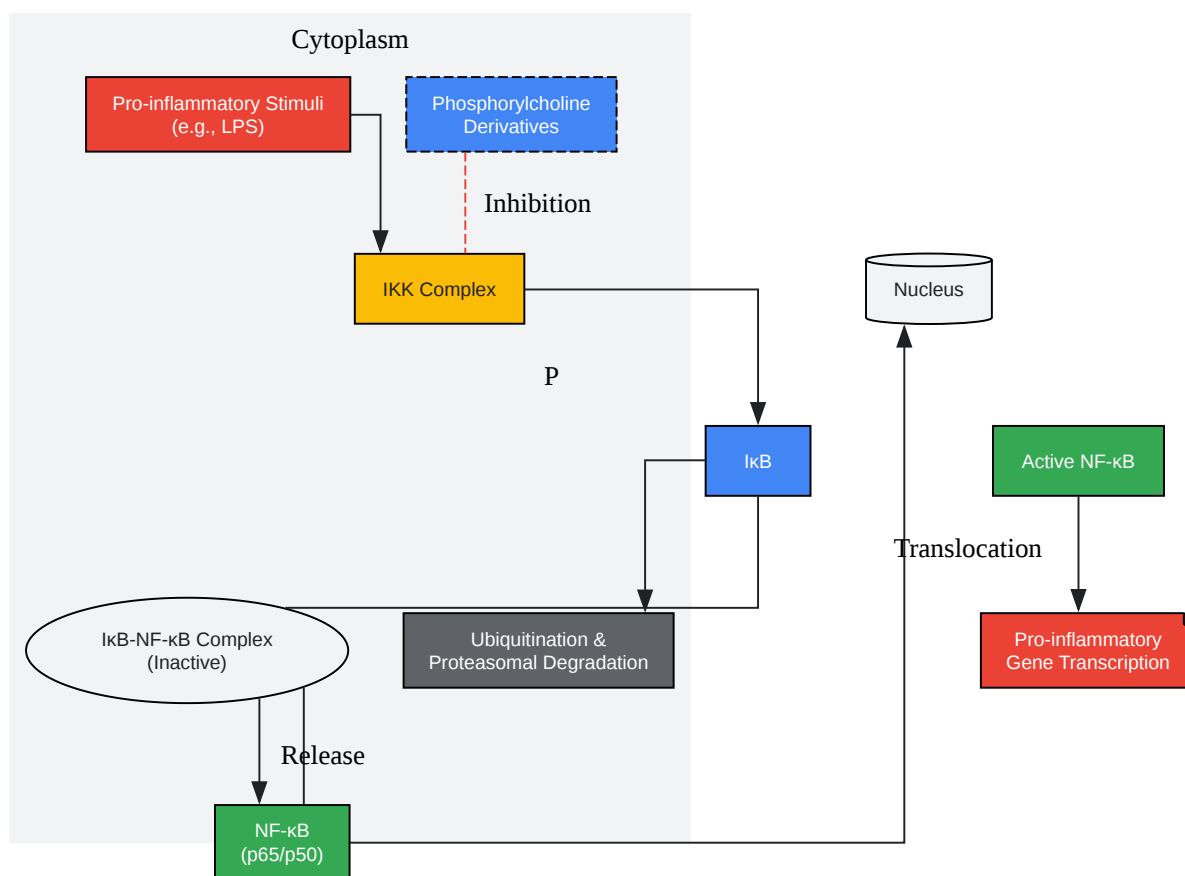 Cytoplasm
Pro-inflammatory Stimuli
(e.g., LPS)
Phosphorylcholine
Derivatives
Inhibition
IKK Complex
Nucleus
P
IκB
Active NF-κB
Translocation
IκB-NF-κB Complex
(Inactive)
Ubiquitination &
Proteasomal Degradation
Pro-inflammatory
Gene Transcription
Release
NF-κB
(p65/p50)